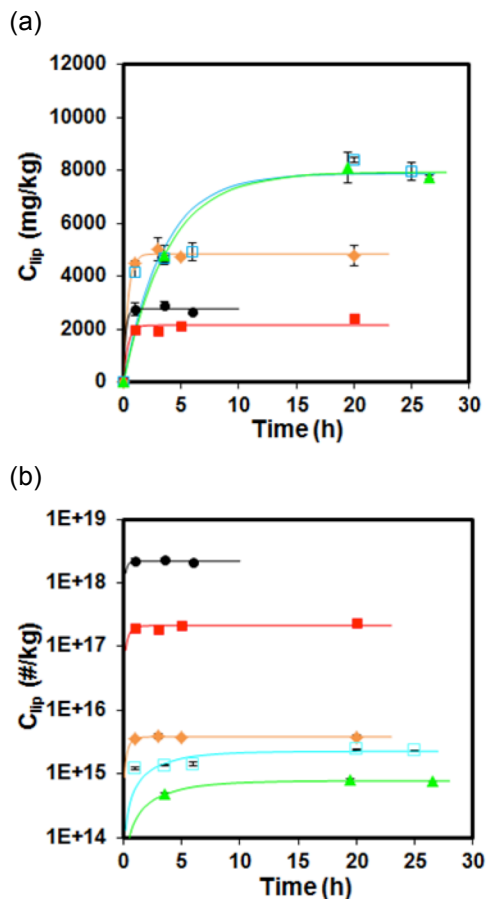 (a)
12000
10000
8000
6000
4000
2000
0
C_lip (mg/kg)
0 5 10 15 20 25 30
Time (h)
(b)
1E+19
1E+18
1E+17
1E+16
1E+15
1E+14
C_lip (#/kg)
0 5 10 15 20 25 30
Time (h)